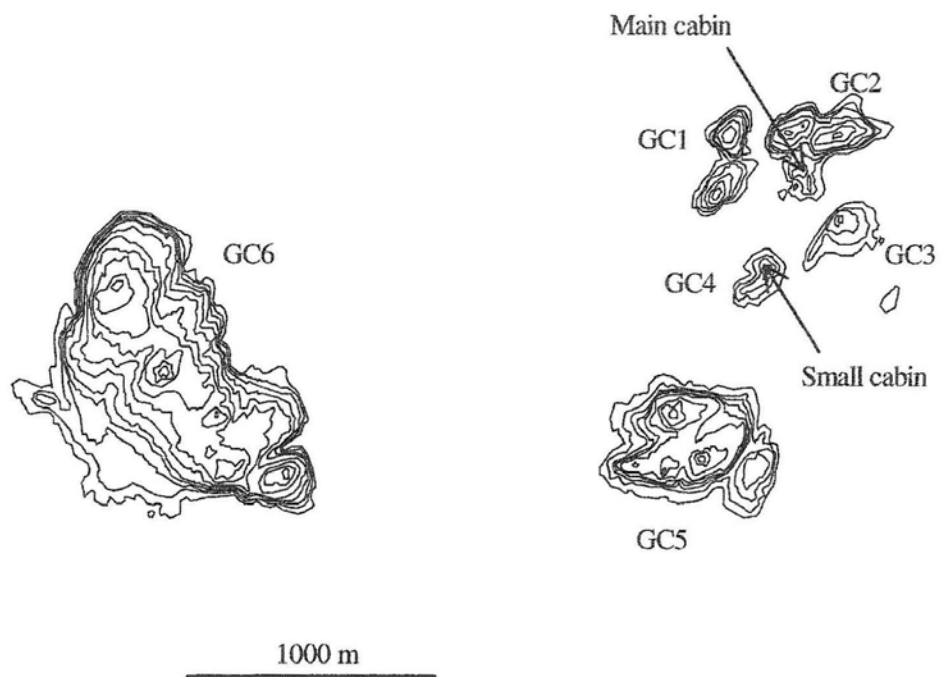 Main cabin
GC2
GC1
GC6
GC3
GC4
Small cabin
GC5
1000 m